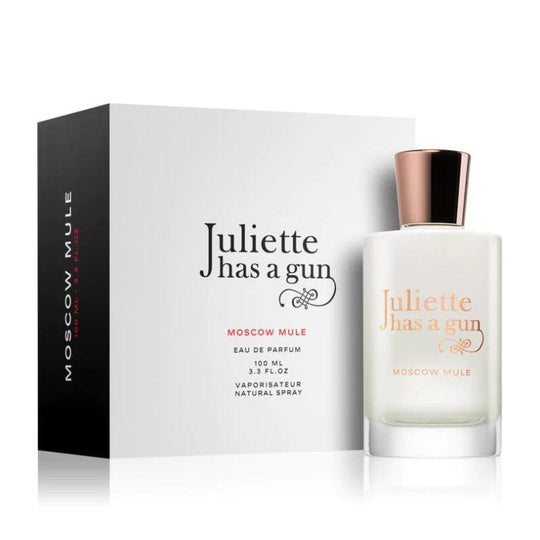 MOSCOW MULE
100 ML - 3.3 FL.OZ
Juliette
has a gun
MOSCOW MULE
EAU DE PARFUM
100 ML
3.3 FL.OZ
VAPORISATEUR
NATURAL SPRAY
Juliette
has a gun
MOSCOW MULE